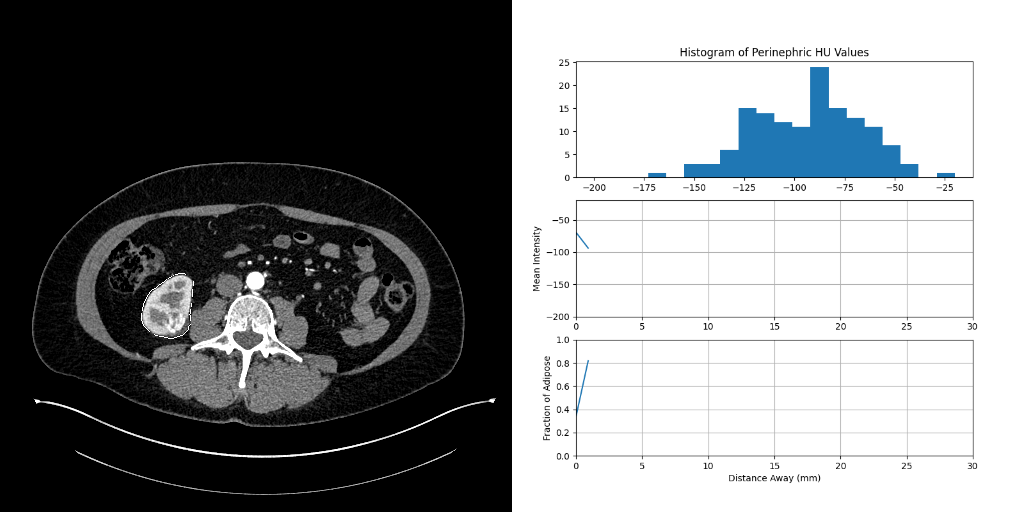 Histogram of Perinephric HU Values
25
20
15
10
5
0
−200 −175 −150 −125 −100 −75 −50 −25
Mean Intensity
−50
−100
−150
−200
0 5 10 15 20 25 30
Fraction of Adipose
1.0
0.8
0.6
0.4
0.2
0.0
0 5 10 15 20 25 30
Distance Away (mm)